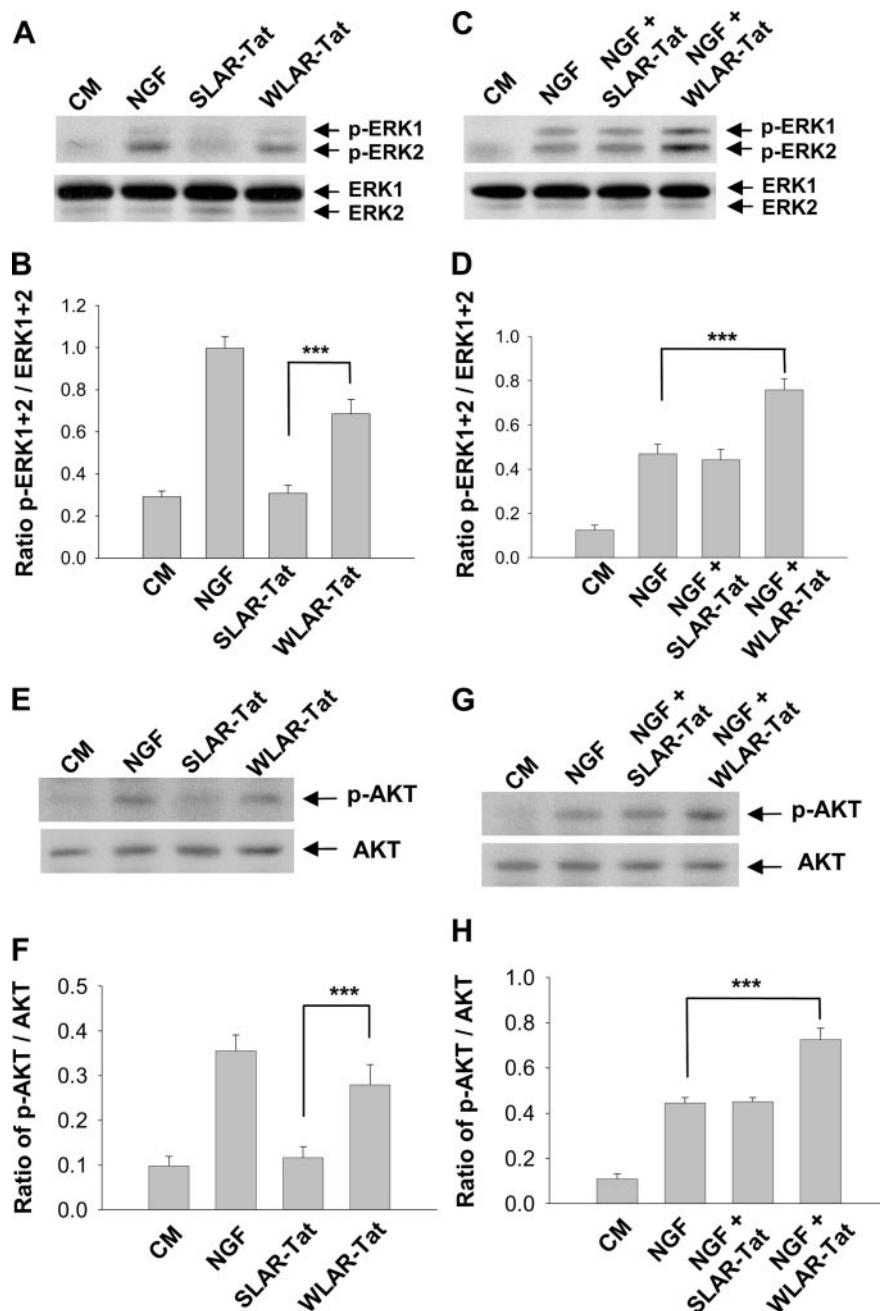 A
CM
NGF
SLAR-Tat
WLAR-Tat
p-ERK1
p-ERK2
ERK1
ERK2
C
CM
NGF
NGF +
SLAR-Tat
NGF +
WLAR-Tat
p-ERK1
p-ERK2
ERK1
ERK2
B
Ratio p-ERK1+2 / ERK1+2
1.2
1.0
0.8
0.6
0.4
0.2
0.0
***
CM
NGF
SLAR-Tat
WLAR-Tat
D
Ratio p-ERK1+2 / ERK1+2
1.0
0.8
0.6
0.4
0.2
0.0
***
CM
NGF
NGF +
SLAR-Tat
NGF +
WLAR-Tat
E
CM
NGF
SLAR-Tat
WLAR-Tat
p-AKT
AKT
G
CM
NGF
NGF +
SLAR-Tat
NGF +
WLAR-Tat
p-AKT
AKT
F
Ratio of p-AKT / AKT
0.5
0.4
0.3
0.2
0.1
0.0
***
CM
NGF
SLAR-Tat
WLAR-Tat
H
Ratio of p-AKT / AKT
1.0
0.8
0.6
0.4
0.2
0.0
***
CM
NGF
NGF +
SLAR-Tat
NGF +
WLAR-Tat